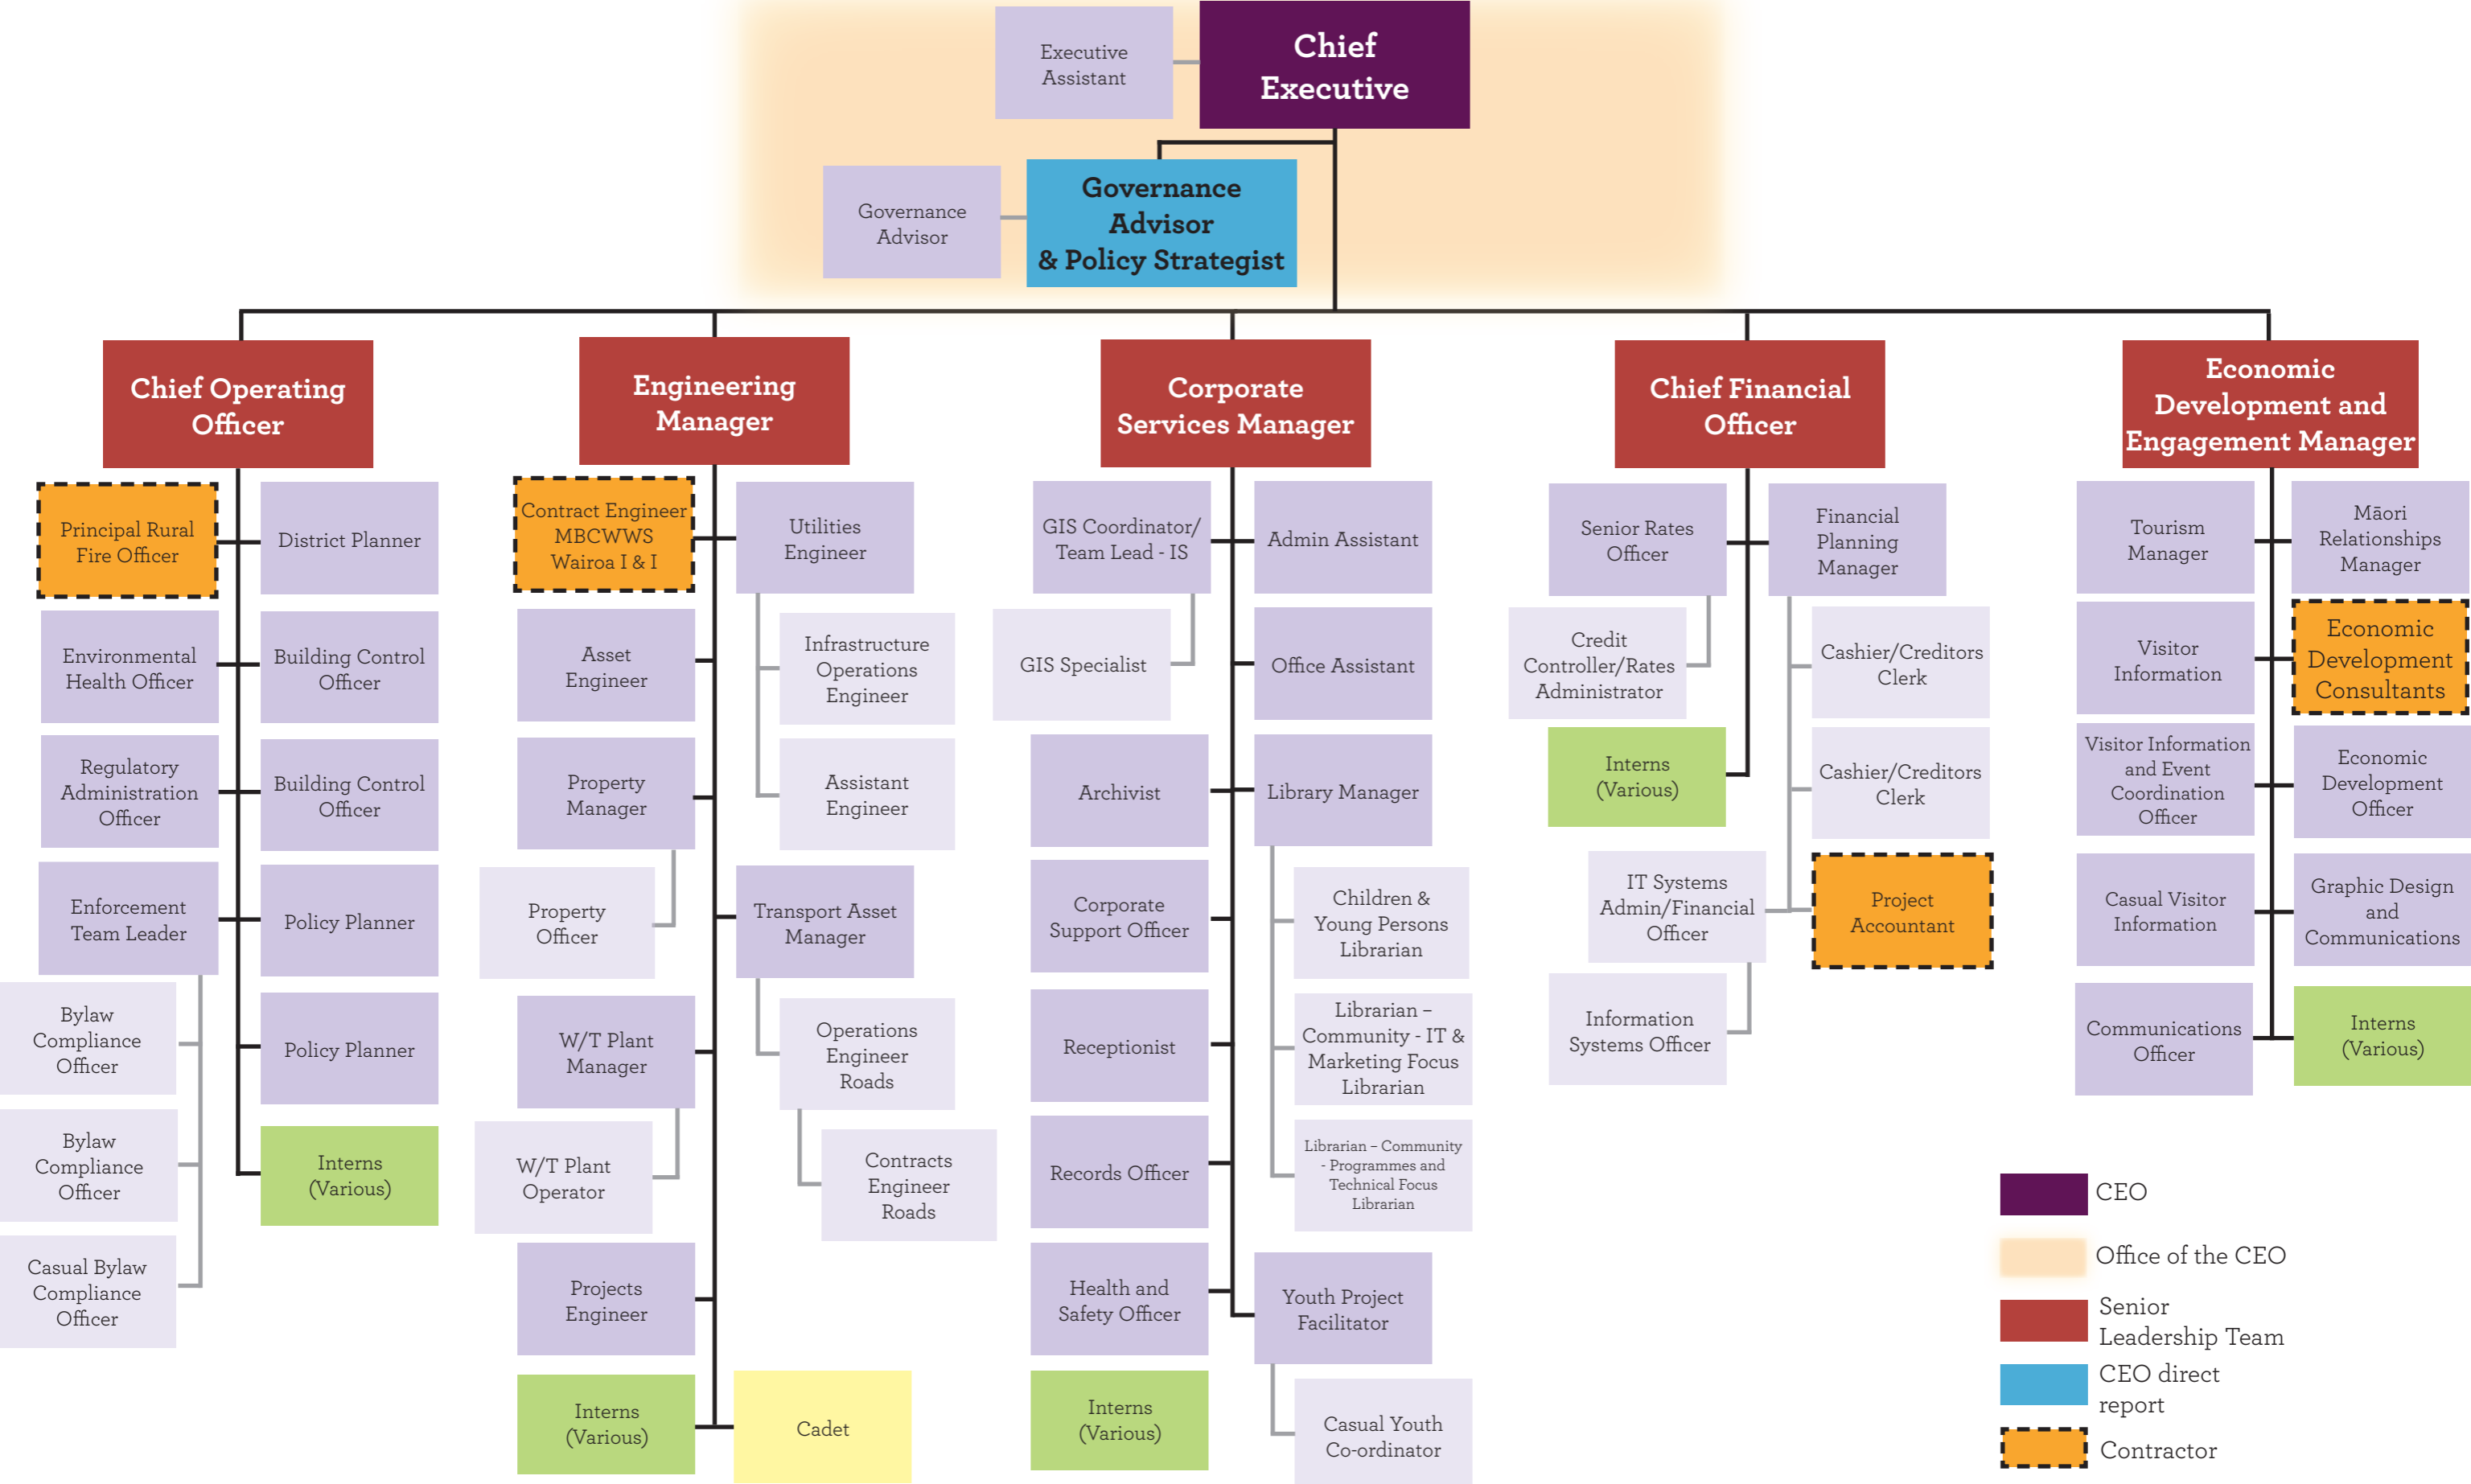 Executive
Assistant
Chief
Executive
Governance
Advisor
Governance
Advisor
& Policy Strategist
Chief Operating
Officer
Engineering
Manager
Corporate
Services Manager
Chief Financial
Officer
Economic
Development and
Engagement Manager
Principal Rural
Fire Officer
District Planner
Environmental
Health Officer
Building Control
Officer
Regulatory
Administration
Officer
Building Control
Officer
Enforcement
Team Leader
Policy Planner
Bylaw
Compliance
Officer
Policy Planner
Bylaw
Compliance
Officer
Interns
(Various)
Casual Bylaw
Compliance
Officer
Contract Engineer
MBCWWS
Wairoa I & I
Utilities
Engineer
Asset
Engineer
Infrastructure
Operations
Engineer
Property
Manager
Assistant
Engineer
Property
Officer
Transport Asset
Manager
W/T Plant
Manager
Operations
Engineer
Roads
W/T Plant
Operator
Contracts
Engineer
Roads
Projects
Engineer
Interns
(Various)
Cadet
GIS Coordinator/
Team Lead - IS
Admin Assistant
GIS Specialist
Office Assistant
Archivist
Library Manager
Corporate
Support Officer
Children &
Young Persons
Librarian
Receptionist
Librarian –
Community - IT &
Marketing Focus
Librarian
Records Officer
Librarian – Community
- Programmes and
Technical Focus
Librarian
Health and
Safety Officer
Youth Project
Facilitator
Interns
(Various)
Casual Youth
Co-ordinator
Senior Rates
Officer
Financial
Planning
Manager
Credit
Controller/Rates
Administrator
Cashier/Creditors
Clerk
Interns
(Various)
Cashier/Creditors
Clerk
IT Systems
Admin/Financial
Officer
Project
Accountant
Information
Systems Officer
Tourism
Manager
Māori
Relationships
Manager
Visitor
Information
Economic
Development
Consultants
Visitor Information
and Event
Coordination
Officer
Economic
Development
Officer
Casual Visitor
Information
Graphic Design
and
Communications
Communications
Officer
Interns
(Various)
CEO
Office of the CEO
Senior
Leadership Team
CEO direct
report
Contractor